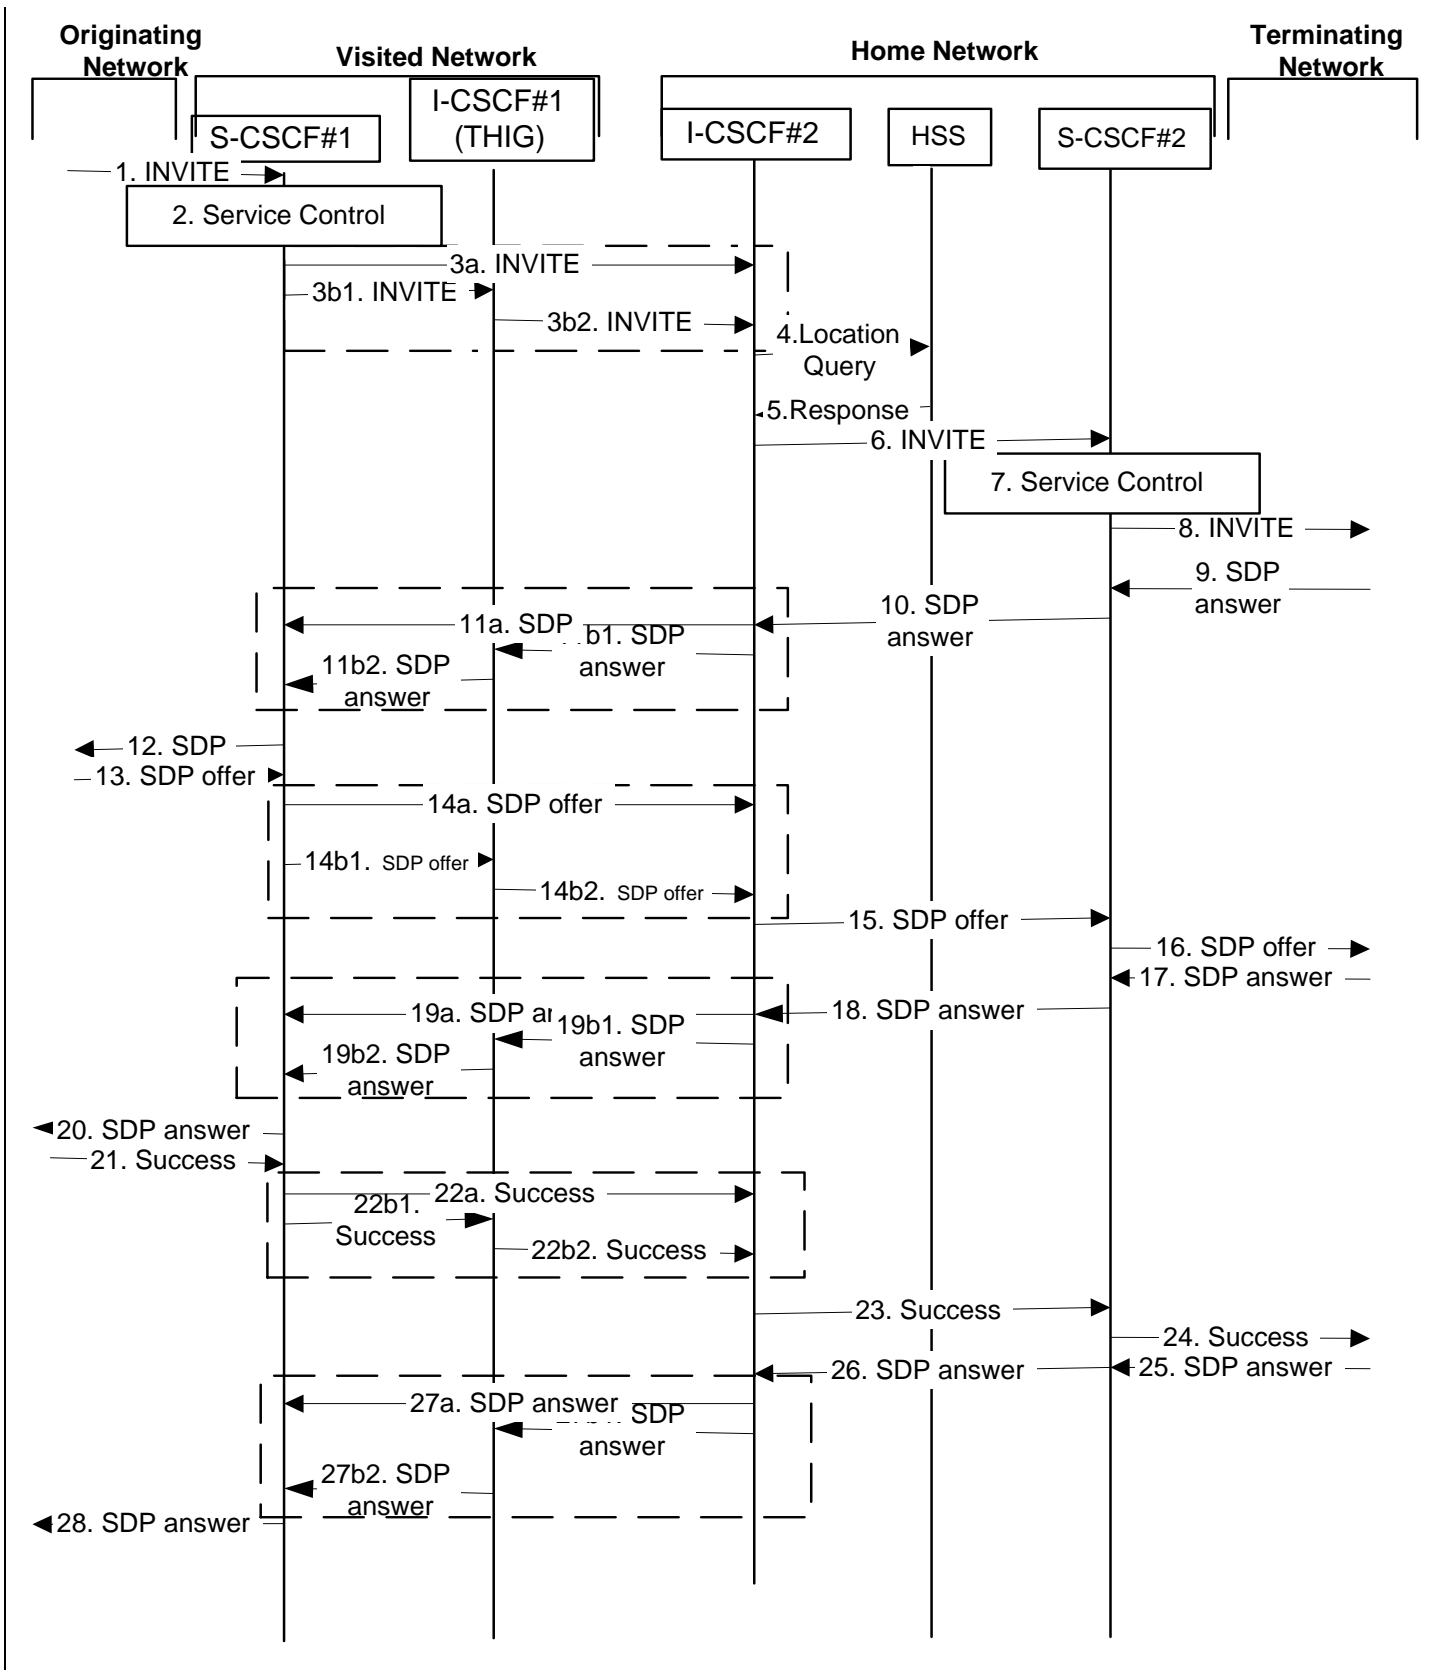 Originating
Network
Visited Network
Home Network
Terminating
Network
S-CSCF#1
I-CSCF#1
(THIG)
I-CSCF#2
HSS
S-CSCF#2
1. INVITE
2. Service Control
3a. INVITE
3b1. INVITE
3b2. INVITE
4.Location
Query
5.Response
6. INVITE
7. Service Control
8. INVITE
9. SDP
answer
10. SDP
answer
11a. SDP
b1. SDP
answer
11b2. SDP
answer
12. SDP
13. SDP offer
14a. SDP offer
14b1. SDP offer
14b2. SDP offer
15. SDP offer
16. SDP offer
17. SDP answer
18. SDP answer
19a. SDP
19b1. SDP
answer
19b2. SDP
answer
20. SDP answer
21. Success
22a. Success
22b1.
Success
22b2. Success
23. Success
24. Success
25. SDP answer
26. SDP answer
27a. SDP answer
SDP
answer
27b2. SDP
answer
28. SDP answer